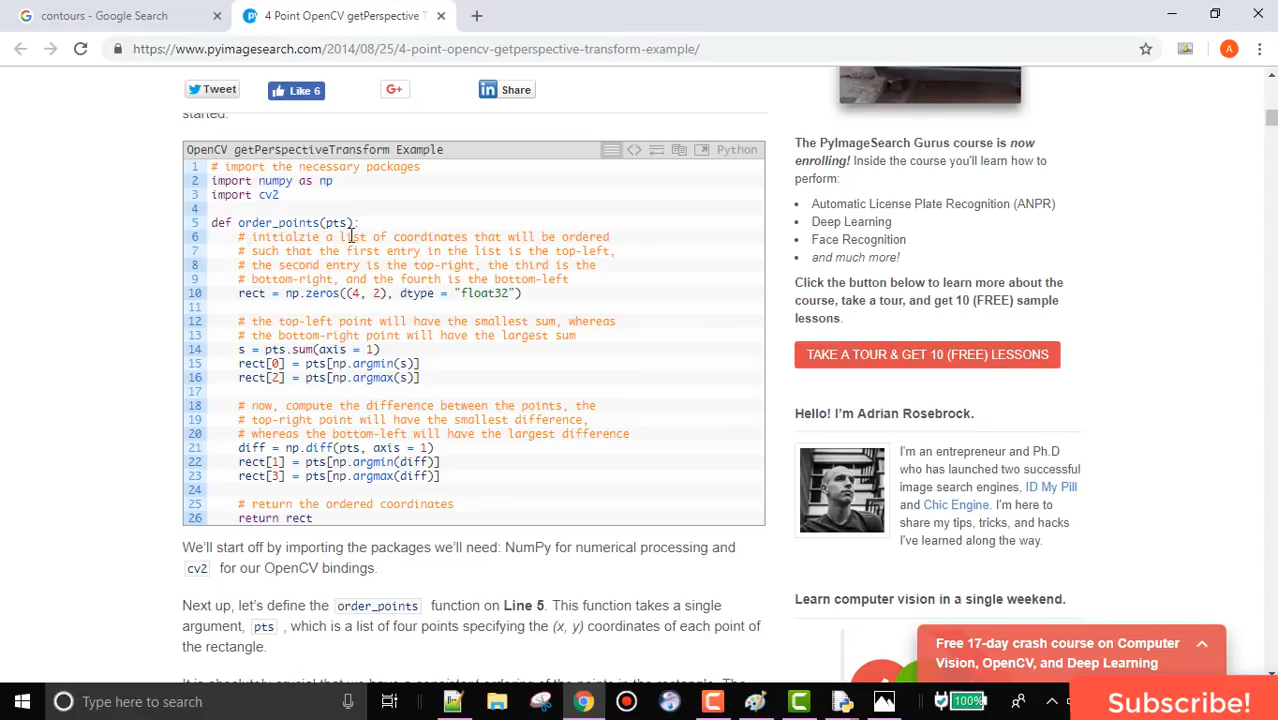 contours - Google Search
4 Point OpenCV getPerspective T
https://www.pyimagesearch.com/2014/08/25/4-point-opencv-getperspective-transform-example/
A
Tweet
Like 6
G+
Share
started:
OpenCV getPerspectiveTransform Example
Python
1 # import the necessary packages
2 import numpy as np
3 import cv2
4
5 def order_points(pts):
6 # initialzie a list of coordinates that will be ordered
7 # such that the first entry in the list is the top-left,
8 # the second entry is the top-right, the third is the
9 # bottom-right, and the fourth is the bottom-left
10 rect = np.zeros((4, 2), dtype = "float32")
11
12 # the top-left point will have the smallest sum, whereas
13 # the bottom-right point will have the largest sum
14 s = pts.sum(axis = 1)
15 rect[0] = pts[np.argmin(s)]
16 rect[2] = pts[np.argmax(s)]
17
18 # now, compute the difference between the points, the
19 # top-right point will have the smallest difference,
20 # whereas the bottom-left will have the largest difference
21 diff = np.diff(pts, axis = 1)
22 rect[1] = pts[np.argmin(diff)]
23 rect[3] = pts[np.argmax(diff)]
24
25 # return the ordered coordinates
26 return rect
We'll start off by importing the packages we'll need: NumPy for numerical processing and
cv2 for our OpenCV bindings.
Next up, let's define the order_points function on Line 5. This function takes a single
argument, pts , which is a list of four points specifying the (x, y) coordinates of each point of
the rectangle.
It is absolutely crucial that we have a consistent ordering of the points in the rectangle. The
The PyImageSearch Gurus course is now
enrolling! Inside the course you'll learn how to
perform:
• Automatic License Plate Recognition (ANPR)
• Deep Learning
• Face Recognition
• and much more!
Click the button below to learn more about the
course, take a tour, and get 10 (FREE) sample
lessons.
TAKE A TOUR & GET 10 (FREE) LESSONS
Hello! I'm Adrian Rosebrock.
I'm an entrepreneur and Ph.D
who has launched two successful
image search engines, ID My Pill
and Chic Engine. I'm here to
share my tips, tricks, and hacks
I've learned along the way.
Learn computer vision in a single weekend.
Free 17-day crash course on Computer
Vision, OpenCV, and Deep Learning
Type here to search
100%
Subscribe!